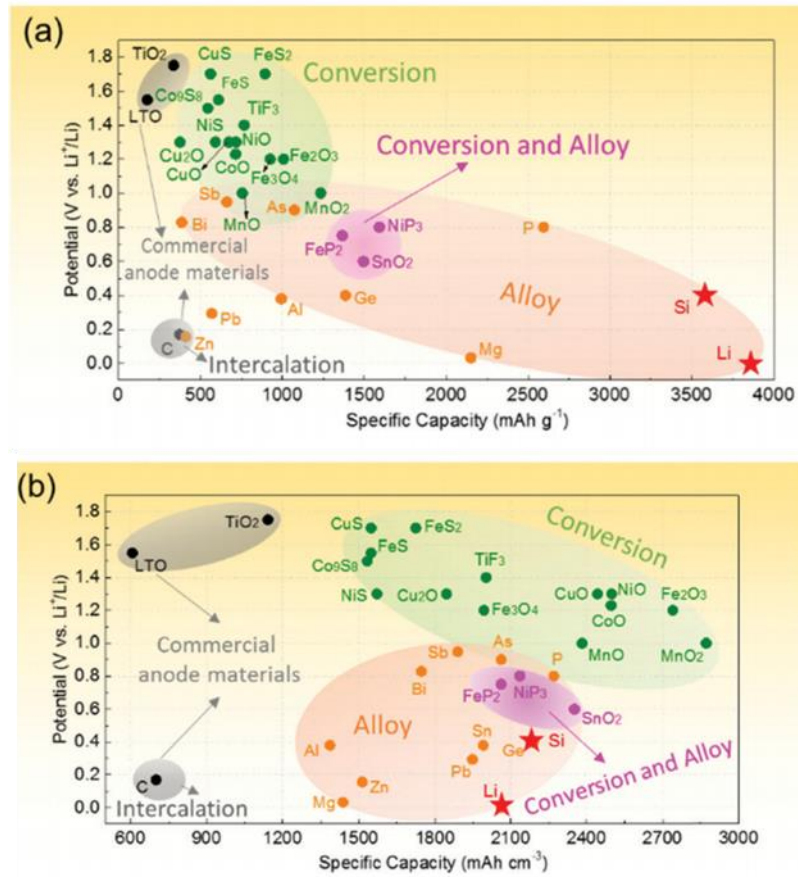 (a)
1.8
1.6
1.4
1.2
1.0
0.8
0.6
0.4
0.2
0.0
Potential (V vs. Li⁺/Li)
TiO₂
CuS
FeS₂
Conversion
Co₉S₈
FeS
LTO
TiF₃
NiS
NiO
Conversion
and Alloy
Cu₂O
Fe₂O₃
CuO
CoO
Fe₃O₄
Sb
As
MnO₂
Bi
MnO
NiP₃
P
FeP₂
Commercial
anode materials
SnO₂
Alloy
Al
Ge
Si
Pb
C
Zn
Mg
Li
Intercalation
0
500
1000
1500
2000
2500
3000
3500
4000
Specific Capacity (mAh g⁻¹)
(b)
1.8
1.6
1.4
1.2
1.0
0.8
0.6
0.4
0.2
0.0
Potential (V vs. Li⁺/Li)
TiO₂
CuS
FeS₂
Conversion
LTO
FeS
Co₉S₈
TiF₃
NiS
Cu₂O
CuO
NiO
Fe₂O₃
Fe₃O₄
CoO
Commercial
anode materials
Sb
As
P
MnO
MnO₂
Bi
FeP₂
NiP₃
Alloy
Sn
SnO₂
Al
Ge
Si
Pb
C
Zn
Li
Conversion and Alloy
Intercalation
Mg
600
900
1200
1500
1800
2100
2400
2700
3000
Specific Capacity (mAh cm⁻³)